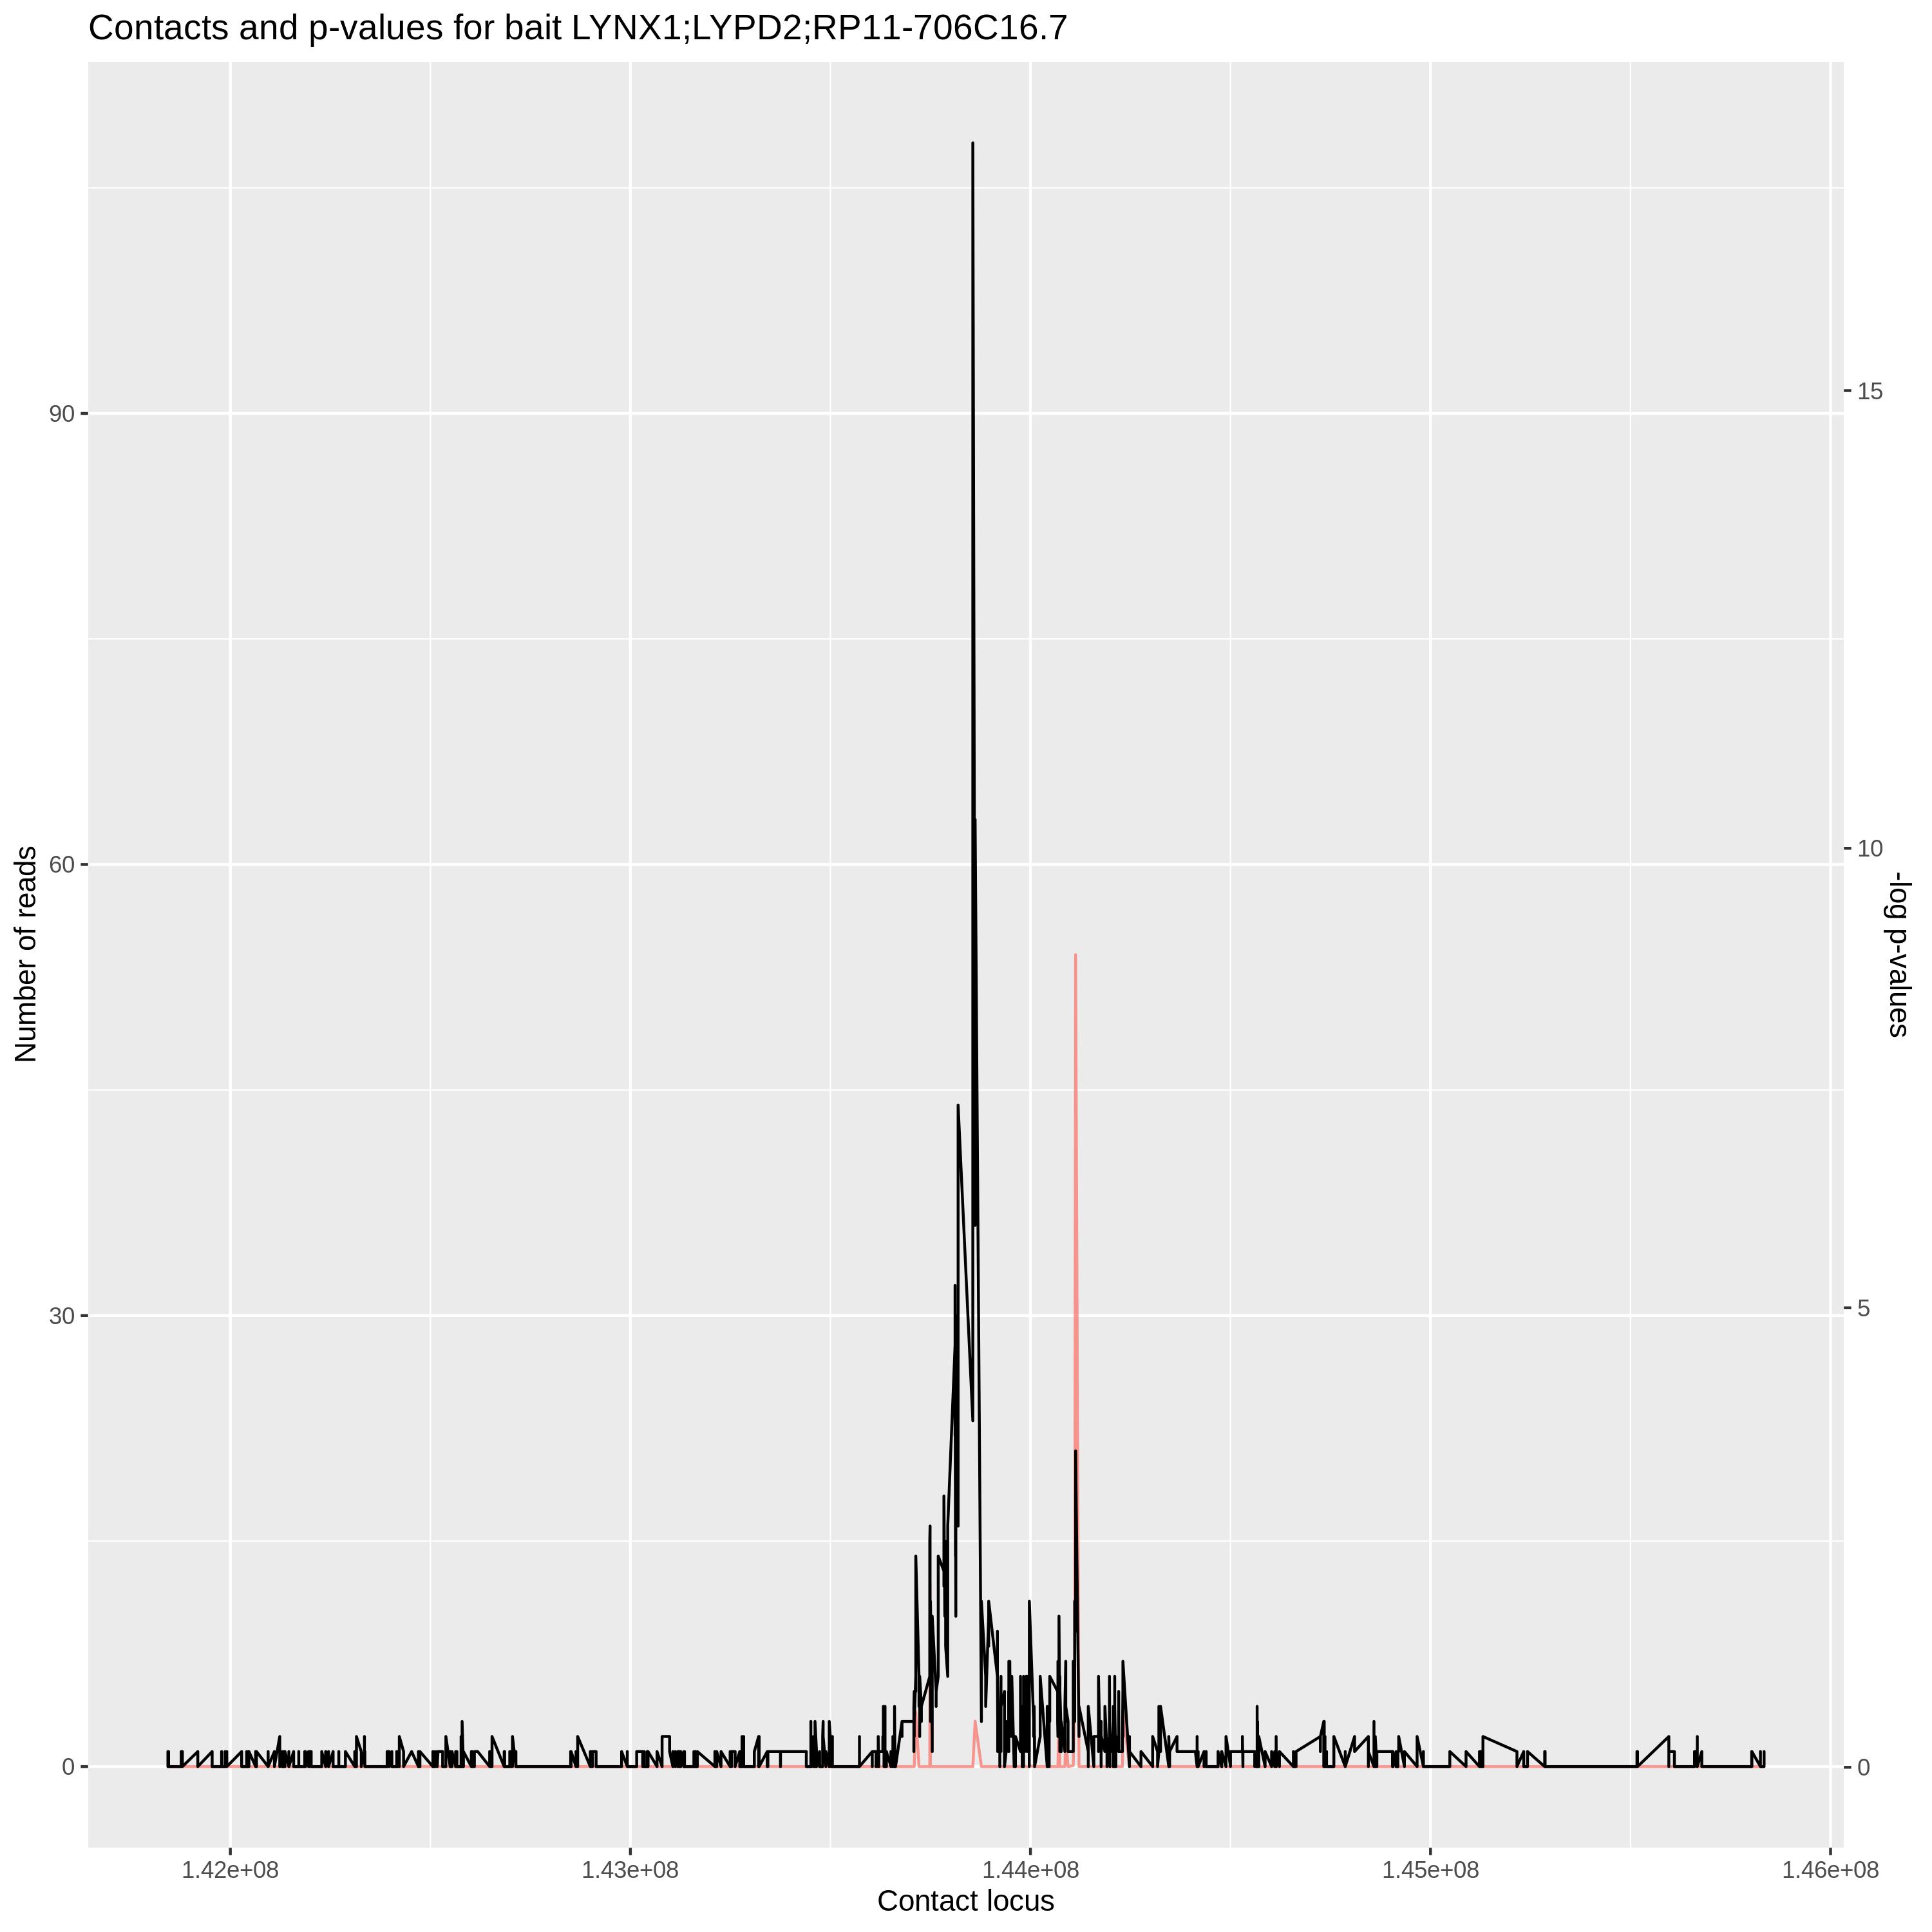 Contacts and p-values for bait LYNX1;LYPD2;RP11-706C16.7
90
60
30
0
Number of reads
15
10
5
0
-log p-values
1.42e+08 1.43e+08 1.44e+08 1.45e+08 1.46e+08
Contact locus